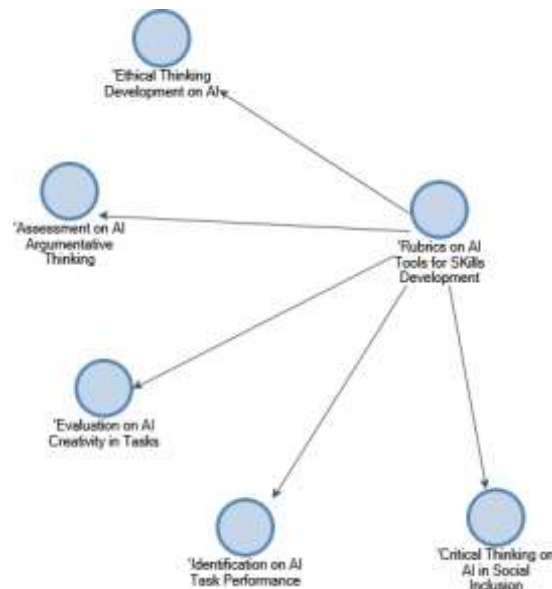 'Ethical Thinking
Development on AI
'Assessment on AI
Argumentative
Thinking
'Rubrics on AI
Tools for SKills
Development
'Evaluation on AI
Creativity in Tasks
'Identification on AI
Task Performance
'Critical Thinking on
AI in Social
Inclusion